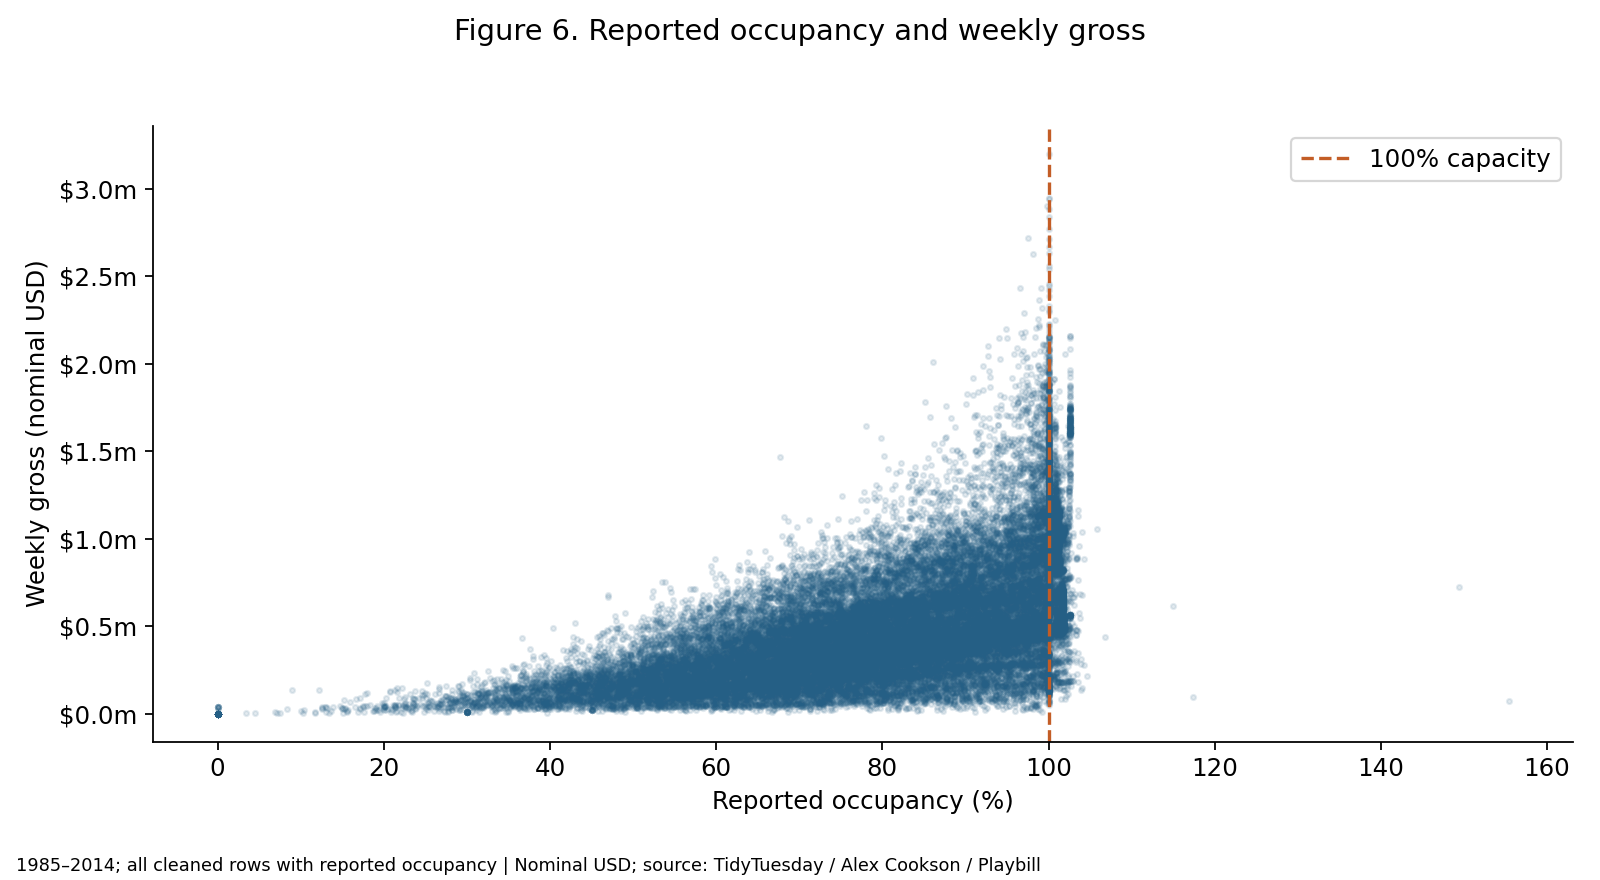 Figure 6. Reported occupancy and weekly gross
100% capacity
Weekly gross (nominal USD)
$3.0m
$2.5m
$2.0m
$1.5m
$1.0m
$0.5m
$0.0m
0 20 40 60 80 100 120 140 160
Reported occupancy (%)
1985–2014; all cleaned rows with reported occupancy | Nominal USD; source: TidyTuesday / Alex Cookson / Playbill